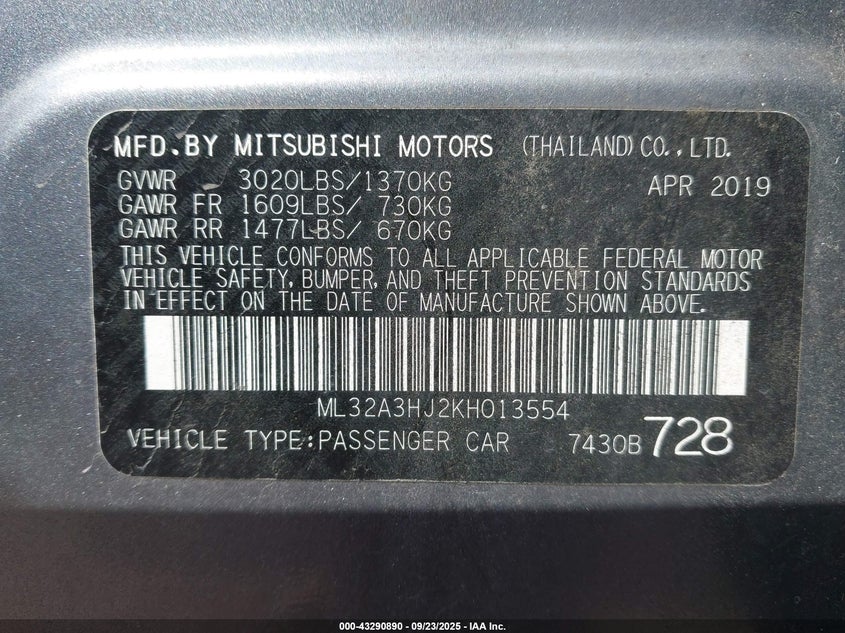 MFD.BY MITSUBISHI MOTORS (THAILAND) CO.,LTD.
GVWR 3020LBS/1370KG APR 2019
GAWR FR 1609LBS/ 730KG
GAWR RR 1477LBS/ 670KG
THIS VEHICLE CONFORMS TO ALL APPLICABLE FEDERAL MOTOR
VEHICLE SAFETY, BUMPER, AND THEFT PREVENTION STANDARDS
IN EFFECT ON THE DATE OF MANUFACTURE SHOWN ABOVE.
ML32A3HJ2KH013554
VEHICLE TYPE:PASSENGER CAR 7430B 728
000-43290890 - 09/23/2025 - IAA Inc.